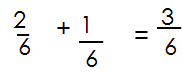 2/6 + 1/6 = 3/6